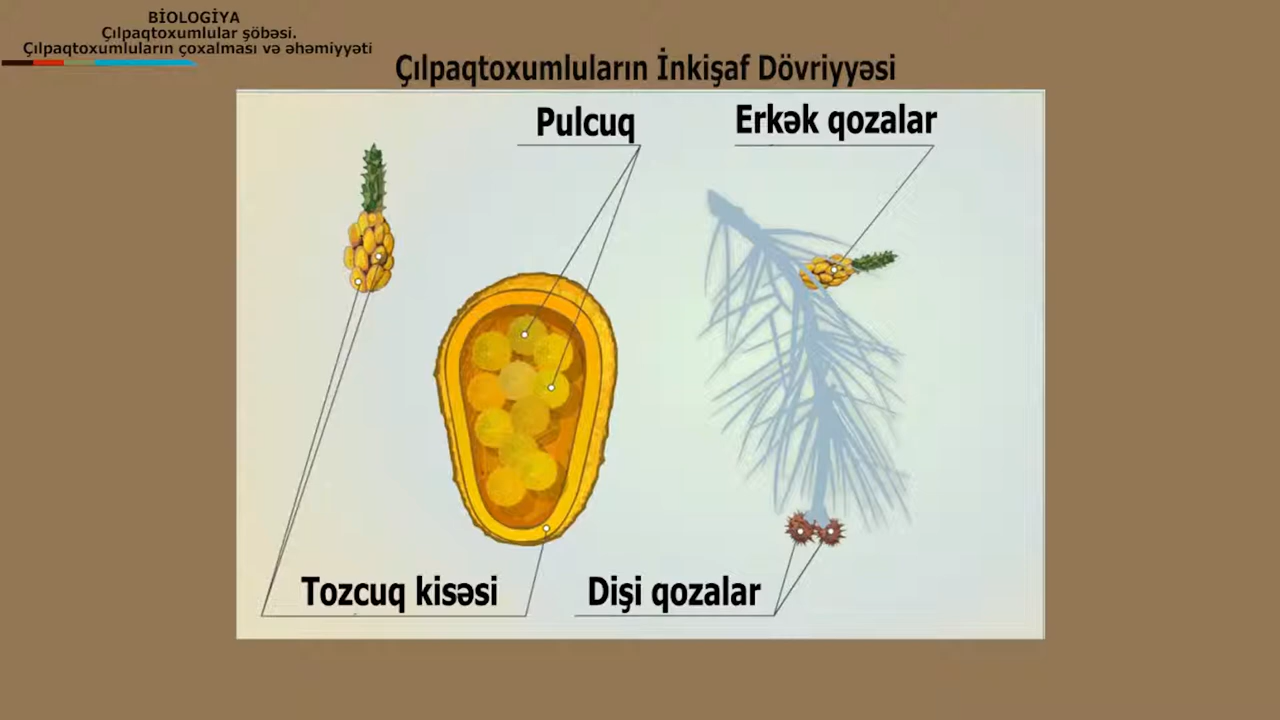 BİOLOGİYA
Çılpaqtoxumlular şöbəsi.
Çılpaqtoxumluların çoxalması və əhəmiyyəti
Çılpaqtoxumluların İnkişaf Dövriyyəsi
Pulcuq
Erkək qozalar
Tozcuq kisəsi
Dişi qozalar